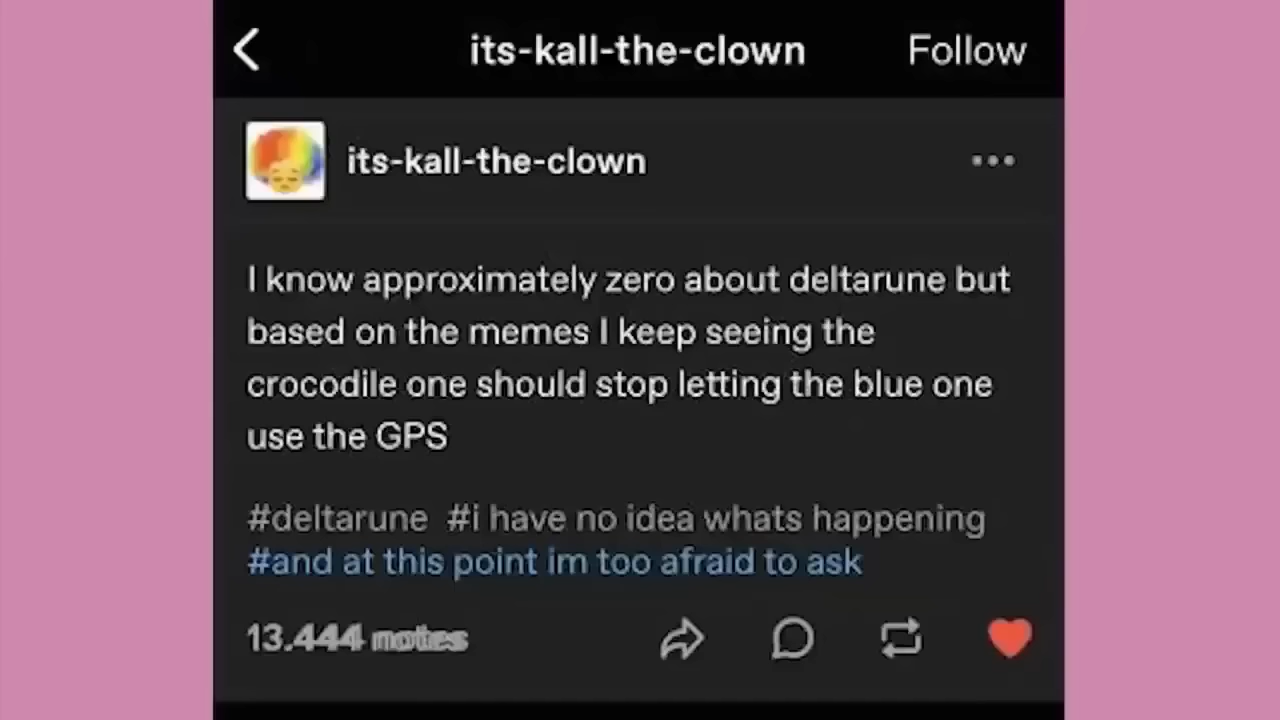 its-kall-the-clown Follow
its-kall-the-clown
I know approximately zero about deltarune but
based on the memes I keep seeing the
crocodile one should stop letting the blue one
use the GPS
#deltarune #i have no idea whats happening
#and at this point im too afraid to ask
13.444 notes